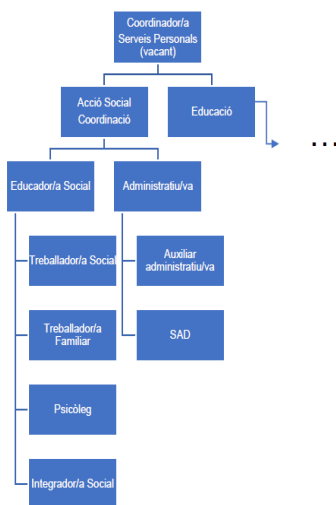 Coordinador/a
Serveis Personals
(vacant)
Acció Social
Coordinació
Educació
...
Educador/a Social
Administratiu/va
Treballador/a Social
Auxiliar
administratiu/va
Treballador/a
Familiar
SAD
Psicòleg
Integrador/a Social